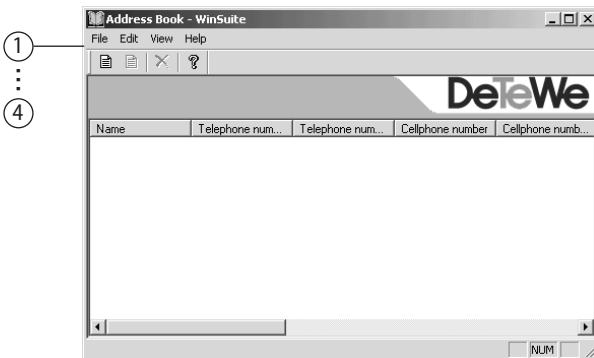 Address Book - WinSuite
1
File Edit View Help
4
DeTeWe
Name Telephone num... Telephone num... Cellphone number Cellphone numb...
NUM